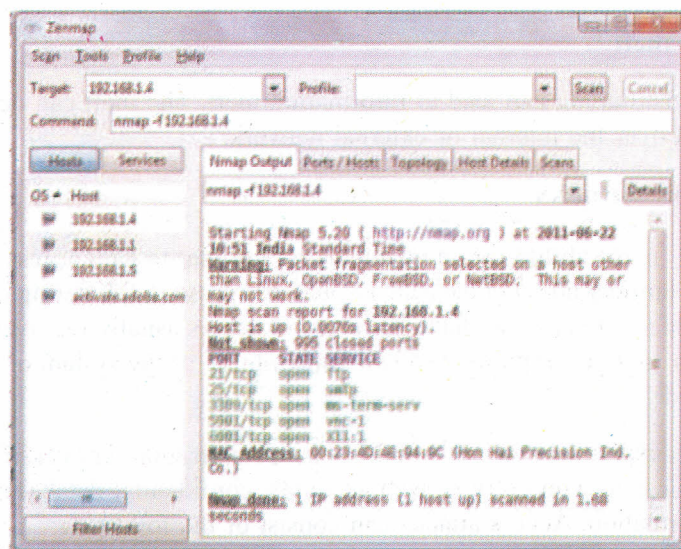 Zenmap
Scan Tools Profile Help
Target: 192.168.1.4 Profile: Scan Cancel
Command: nmap -f 192.168.1.4
Hosts Services
Nmap Output Ports / Hosts Topology Host Details Scans
OS Host
192.168.1.4
192.168.1.1
192.168.1.5
activate.adobe.com
nmap -f 192.168.1.4 Details
Starting Nmap 5.20 ( http://nmap.org ) at 2011-06-22
10:51 India Standard Time
Warning: Packet fragmentation selected on a host other
than Linux, OpenBSD, FreeBSD, or NetBSD. This may or
may not work.
Nmap scan report for 192.168.1.4
Host is up (0.0076s latency).
Not shown: 995 closed ports
PORT STATE SERVICE
21/tcp open ftp
25/tcp open smtp
3389/tcp open ms-term-serv
5901/tcp open vnc-1
6001/tcp open X11:1
MAC Address: 00:23:4D:4E:94:9C (Hon Hai Precision Ind.
Co.)
Nmap done: 1 IP address (1 host up) scanned in 1.68
seconds
Filter Hosts